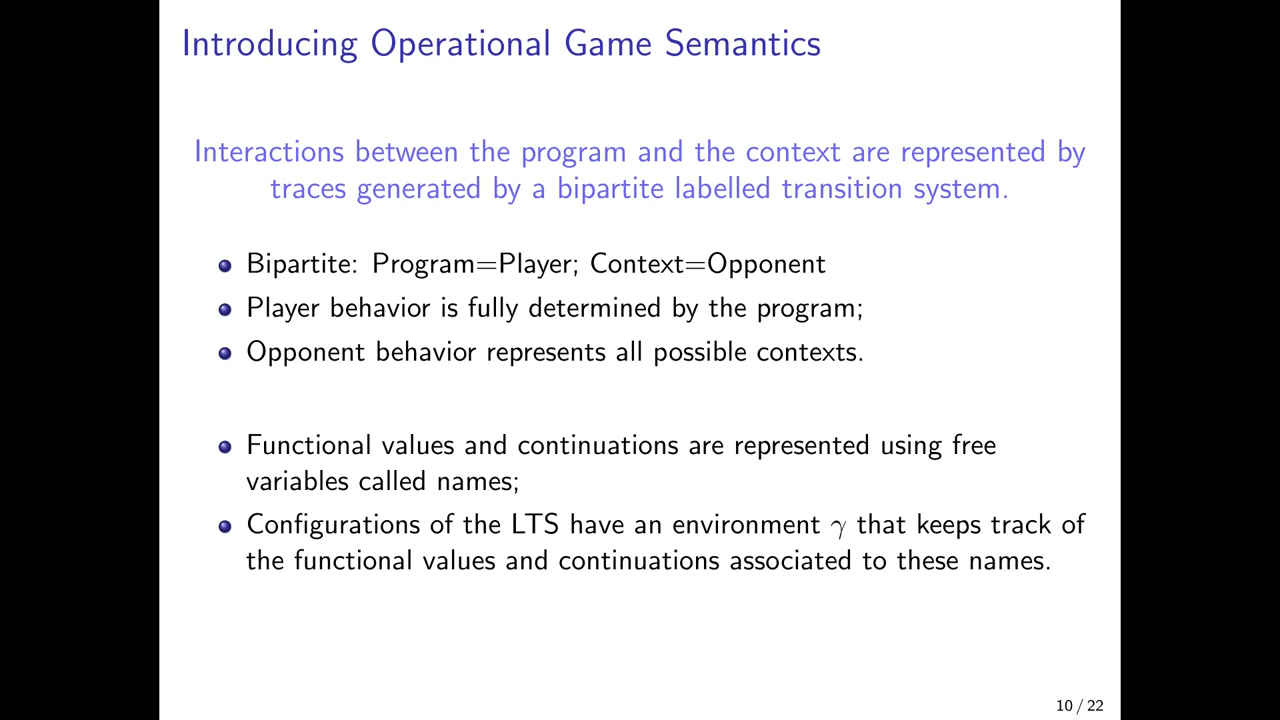 Introducing Operational Game Semantics
Interactions between the program and the context are represented by
traces generated by a bipartite labelled transition system.
Bipartite: Program=Player; Context=Opponent
Player behavior is fully determined by the program;
Opponent behavior represents all possible contexts.
Functional values and continuations are represented using free
variables called names;
Configurations of the LTS have an environment γ that keeps track of
the functional values and continuations associated to these names.
10 / 22